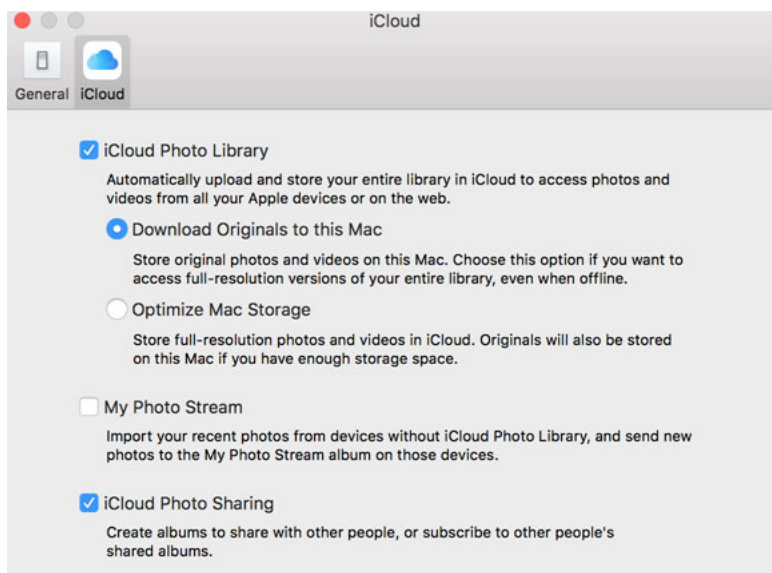 iCloud
General iCloud
iCloud Photo Library
Automatically upload and store your entire library in iCloud to access photos and
videos from all your Apple devices or on the web.
Download Originals to this Mac
Store original photos and videos on this Mac. Choose this option if you want to
access full-resolution versions of your entire library, even when offline.
Optimize Mac Storage
Store full-resolution photos and videos in iCloud. Originals will also be stored
on this Mac if you have enough storage space.
My Photo Stream
Import your recent photos from devices without iCloud Photo Library, and send new
photos to the My Photo Stream album on those devices.
iCloud Photo Sharing
Create albums to share with other people, or subscribe to other people's
shared albums.